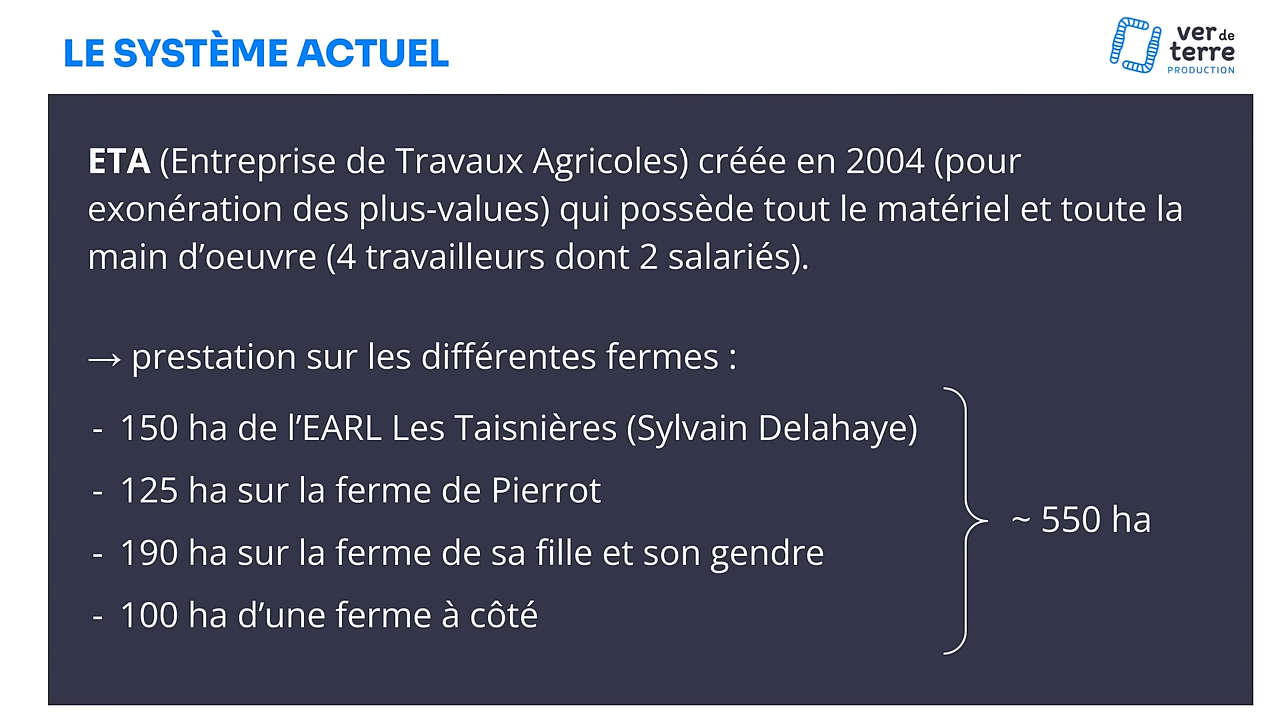 LE SYSTÈME ACTUEL
ver de
terre
PRODUCTION
ETA (Entreprise de Travaux Agricoles) créée en 2004 (pour
exonération des plus-values) qui possède tout le matériel et toute la
main d’oeuvre (4 travailleurs dont 2 salariés).
→ prestation sur les différentes fermes :
- 150 ha de l’EARL Les Taisnières (Sylvain Delahaye)
- 125 ha sur la ferme de Pierrot
- 190 ha sur la ferme de sa fille et son gendre
- 100 ha d’une ferme à côté
~ 550 ha